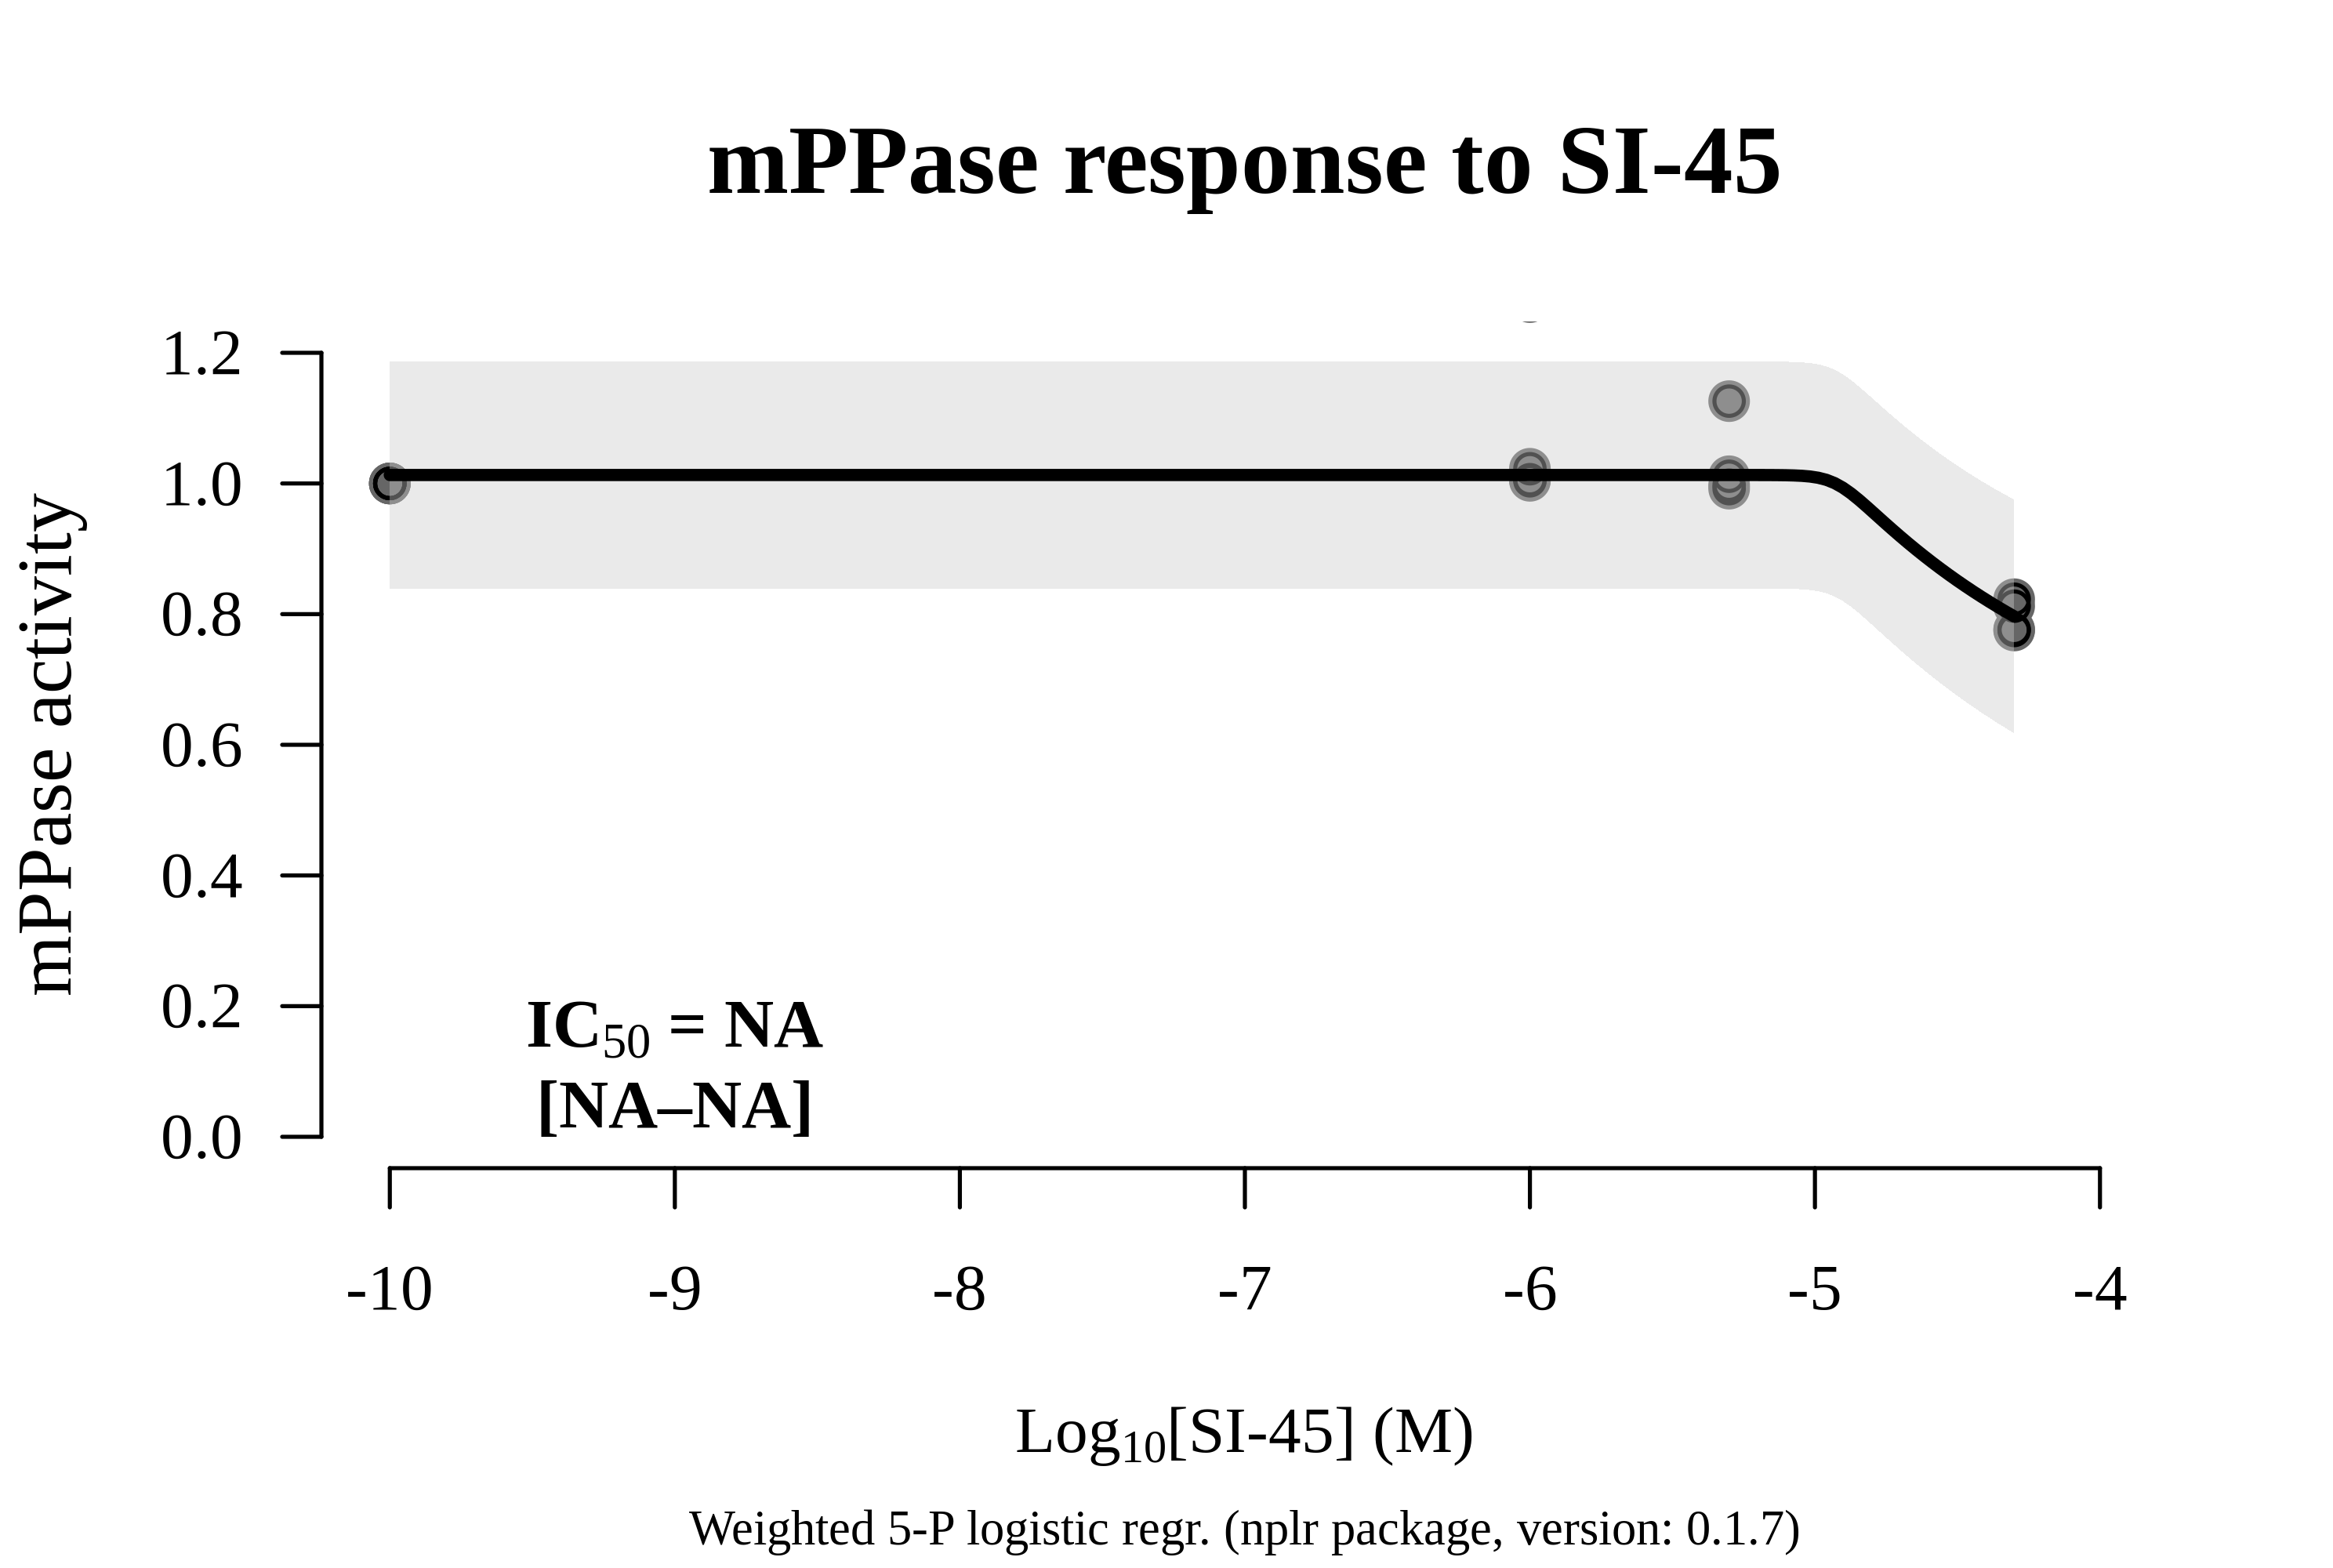 mPPase response to SI-45
mPPase activity
1.2
1.0
0.8
0.6
0.4
0.2
0.0
IC50 = NA
[NA–NA]
-10 -9 -8 -7 -6 -5 -4
Log10[SI-45] (M)
Weighted 5-P logistic regr. (nplr package, version: 0.1.7)